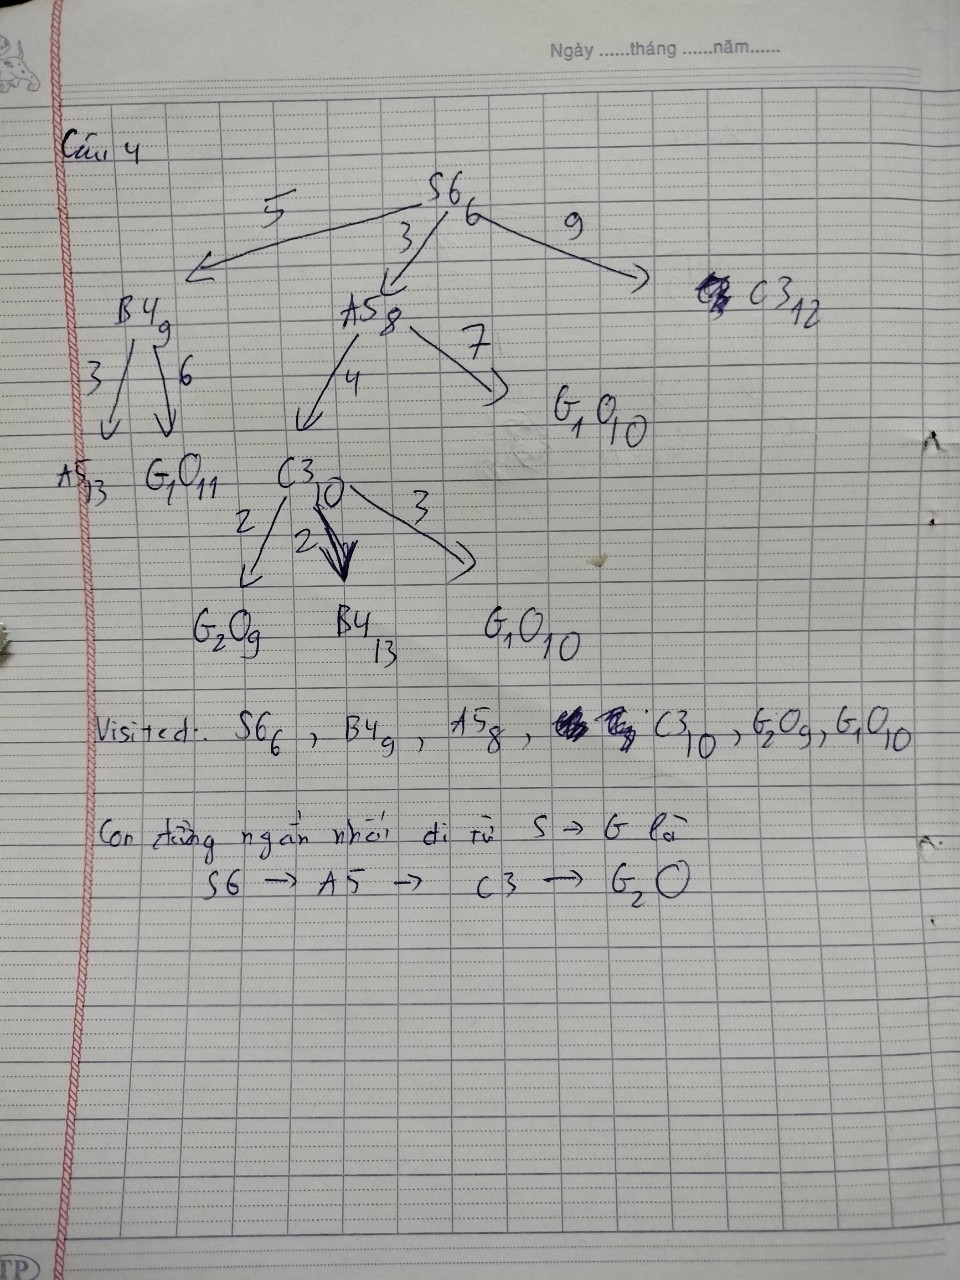 Ngày ......tháng ......năm......
Câu 4
S6 6
5 3 9
B4 9 A5 8 C3 12
3 6 4 7
G1 0 10
A5 13 G1 0 11 C3 10
2 2 3
G2 0 9 B4 13 G1 0 10
Visited: S6 6 , B4 9 , A5 8 , C3 10 , G2 0 9 , G1 0 10
Con đường ngắn nhất đi từ S → G là
S6 → A5 → C3 → G2 0
TP